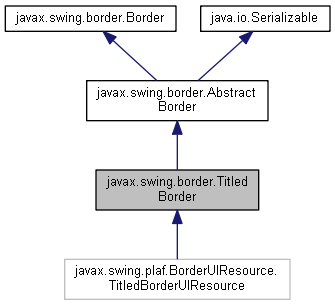 javax.swing.border.Border
java.io.Serializable
javax.swing.border.Abstract
Border
javax.swing.border.Titled
Border
javax.swing.plaf.BorderUIResource.
TitledBorderUIResource